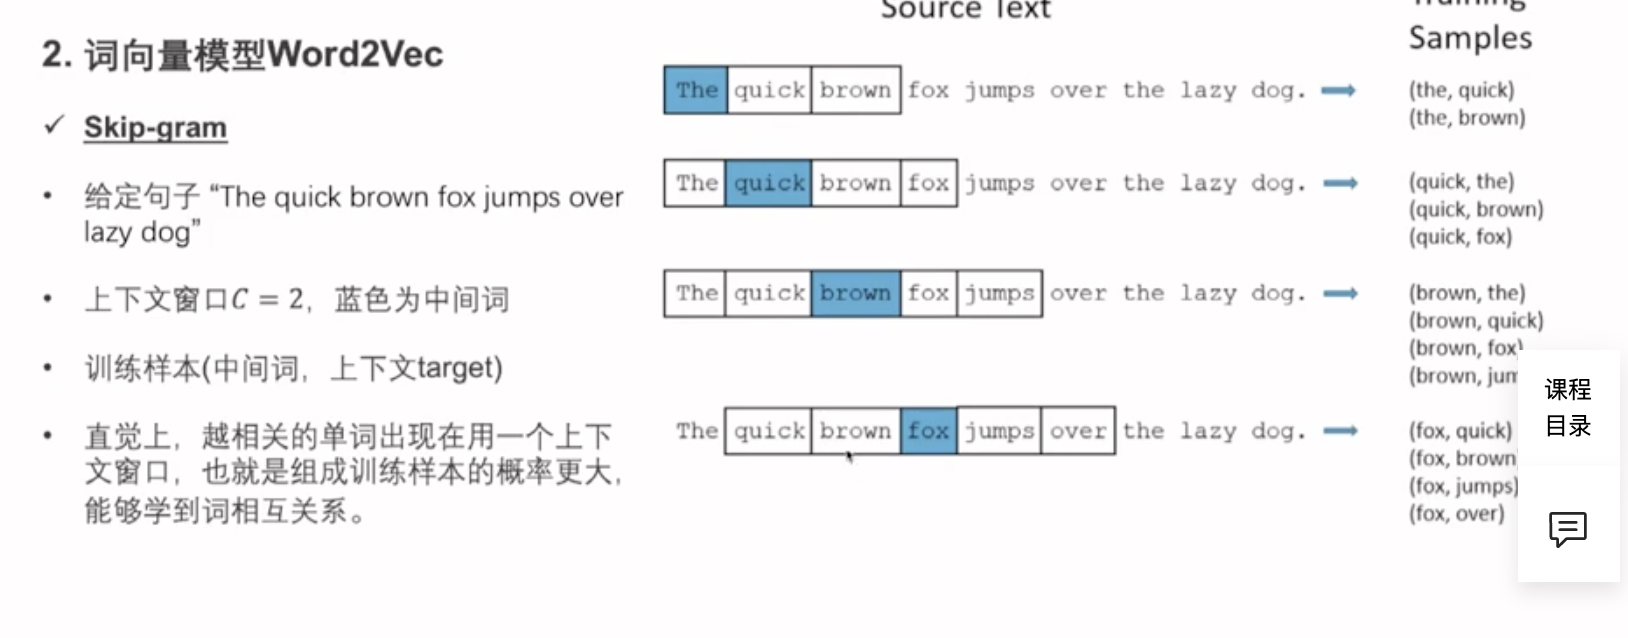 Source Text
Training
Samples
2. 词向量模型Word2Vec
✓ Skip-gram
• 给定句子 “The quick brown fox jumps over
lazy dog”
• 上下文窗口C = 2，蓝色为中间词
• 训练样本(中间词，上下文target)
• 直觉上，越相关的单词出现在用一个上下
文窗口，也就是组成训练样本的概率更大，
能够学到词相互关系。
The quick brown fox jumps over the lazy dog.
(the, quick)
(the, brown)
The quick brown fox jumps over the lazy dog.
(quick, the)
(quick, brown)
(quick, fox)
The quick brown fox jumps over the lazy dog.
(brown, the)
(brown, quick)
(brown, fox)
(brown, jum
The quick brown fox jumps over the lazy dog.
(fox, quick)
(fox, brown
(fox, jumps)
(fox, over)
课程
目录